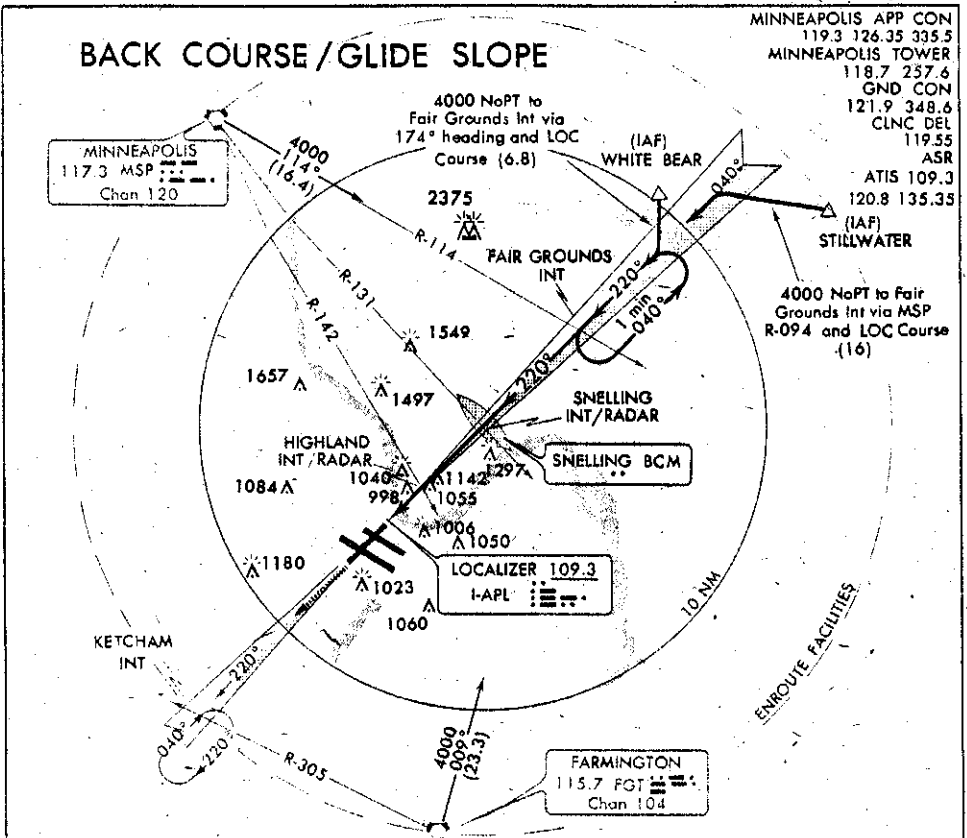 BACK COURSE/GLIDE SLOPE
MINNEAPOLIS APP CON
119.3 126.35 335.5
MINNEAPOLIS TOWER
118.7 257.6
GND CON
121.9 348.6
CLNC DEL
119.55
ASR
ATIS 109.3
120.8 135.35
4000 NoPT to
Fair Grounds Int via
174° heading and LOC
Course (6.8)
(IAF)
WHITE BEAR
MINNEAPOLIS
117.3 MSP
Chan 120
4000
114°
(16.4)
R-114
R-131
R-142
2375
FAIR GROUNDS
INT
040°
220°
1 min
040°
220°
(IAF)
STILLWATER
4000 NoPT to Fair
Grounds Int via MSP
R-094 and LOC Course
(16)
1549
1657
1497
SNELLING
INT/RADAR
HIGHLAND
INT/RADAR
1297
SNELLING BCM
1040
998
1142
1055
1084
1006
1050
1180
1023
1060
LOCALIZER 109.3
I-APL
10 NM
KETCHAM
INT
220°
040°
220°
R-305
4000
009°
(23.3)
ENROUTE FACILITIES
FARMINGTON
115.7 FGT
Chan 104